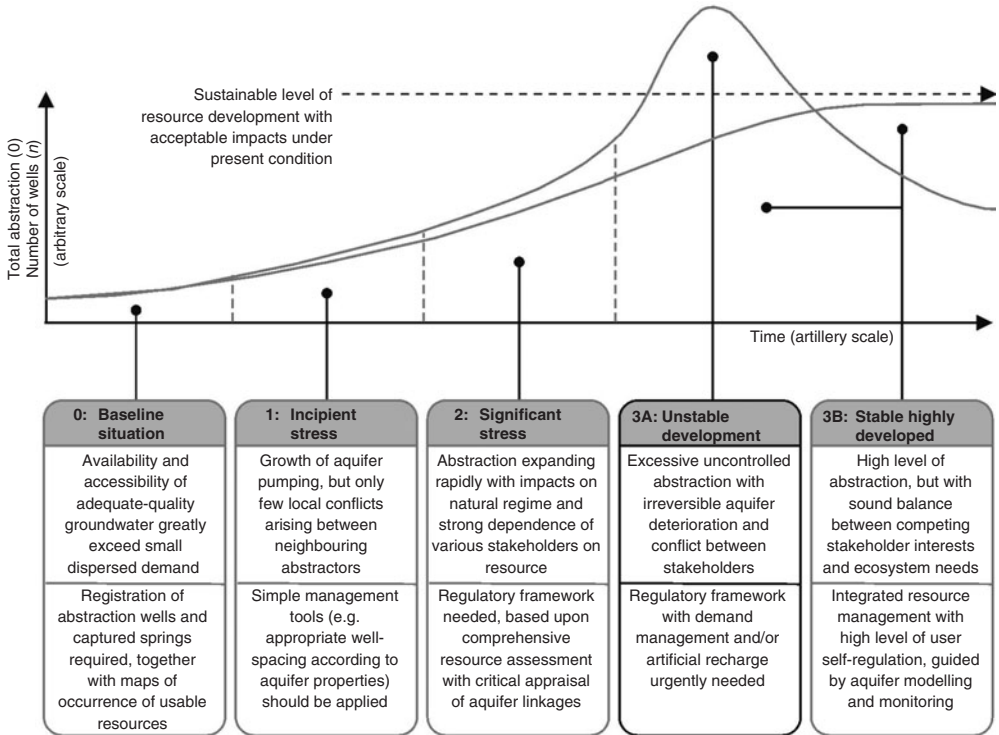 Sustainable level of
resource development with
acceptable impacts under
present condition
Total abstraction (0)
Number of wells (n)
(arbitrary scale)
Time (artillery scale)
0: Baseline
situation
Availability and
accessibility of
adequate-quality
groundwater greatly
exceed small
dispersed demand
Registration of
abstraction wells and
captured springs
required, together
with maps of
occurrence of usable
resources
1: Incipient
stress
Growth of aquifer
pumping, but only
few local conflicts
arising between
neighbouring
abstractors
Simple management
tools (e.g.
appropriate well-
spacing according to
aquifer properties)
should be applied
2: Significant
stress
Abstraction expanding
rapidly with impacts on
natural regime and
strong dependence of
various stakeholders on
resource
Regulatory framework
needed, based upon
comprehensive
resource assessment
with critical appraisal
of aquifer linkages
3A: Unstable
development
Excessive uncontrolled
abstraction with
irreversible aquifer
deterioration and
conflict between
stakeholders
Regulatory framework
with demand
management and/or
artificial recharge
urgently needed
3B: Stable highly
developed
High level of
abstraction, but with
sound balance
between competing
stakeholder interests
and ecosystem needs
Integrated resource
management with
high level of user
self-regulation, guided
by aquifer modelling
and monitoring